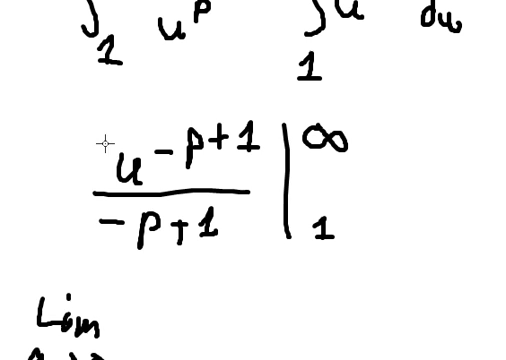 ∫₁ u^p ∫₁ u du
u^(-p+1) / (-p+1) |₁^∞
Lim